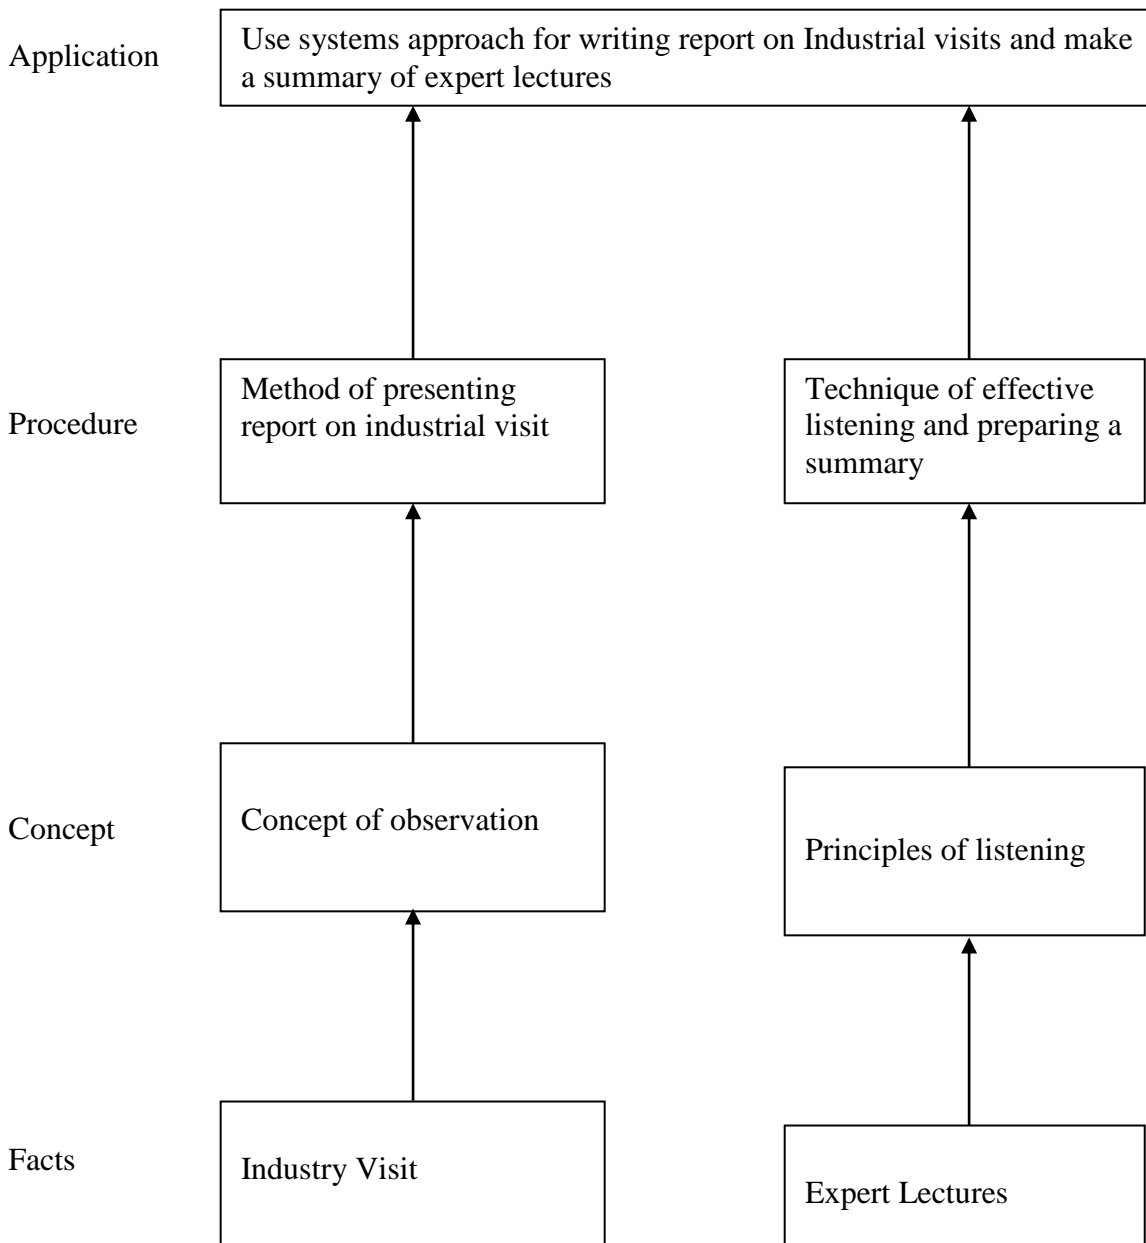 Application
Use systems approach for writing report on Industrial visits and make
a summary of expert lectures
Procedure
Method of presenting
report on industrial visit
Technique of effective
listening and preparing a
summary
Concept
Concept of observation
Principles of listening
Facts
Industry Visit
Expert Lectures